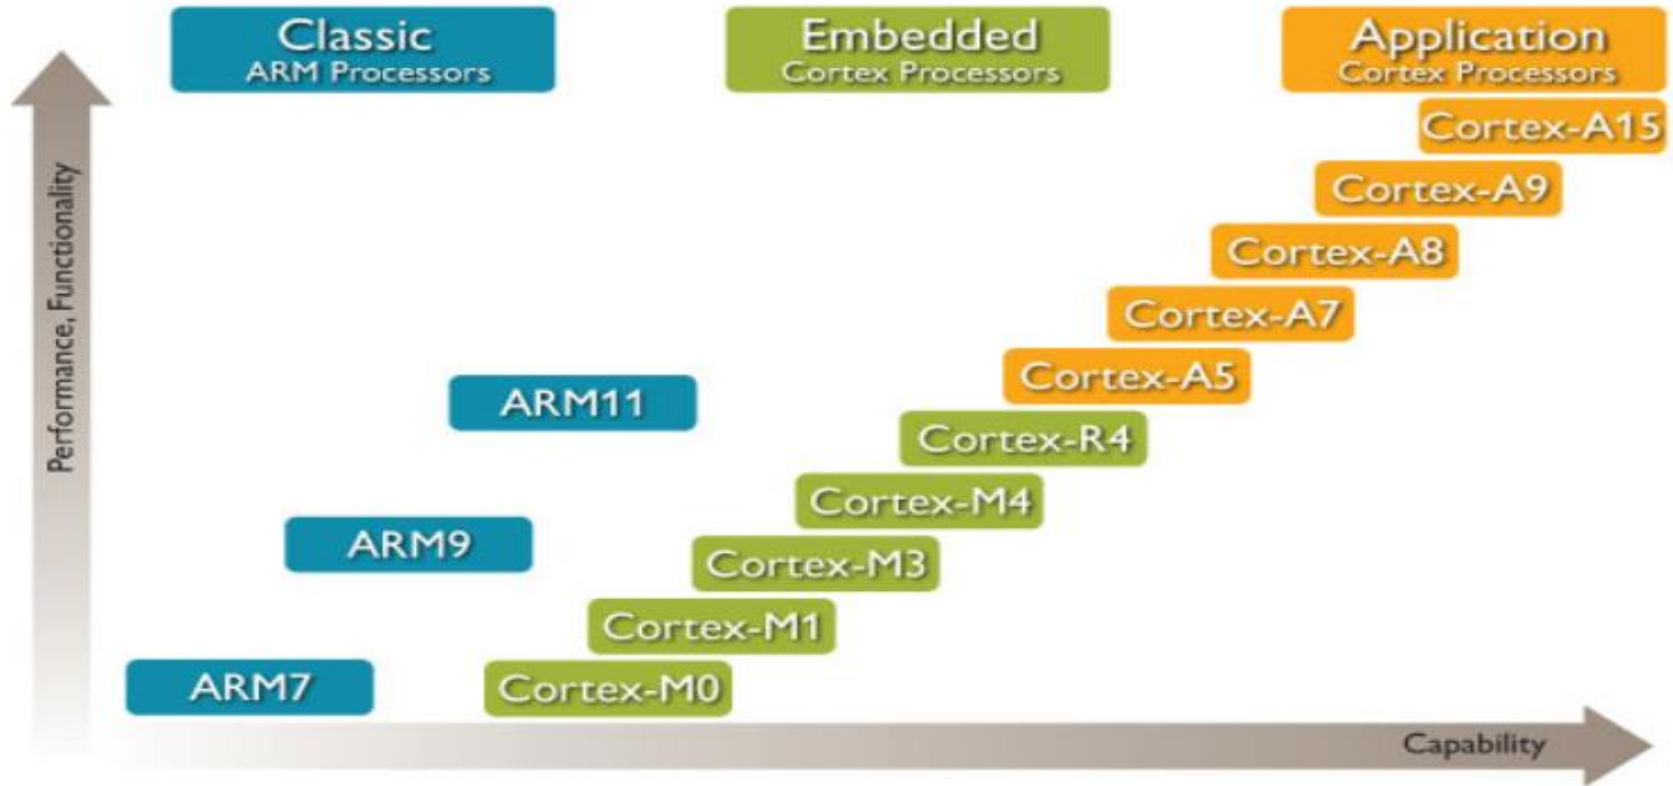 Classic
ARM Processors
Embedded
Cortex Processors
Application
Cortex Processors
Cortex-A15
Cortex-A9
Cortex-A8
Cortex-A7
Cortex-A5
ARM11
Cortex-R4
Cortex-M4
ARM9
Cortex-M3
Cortex-M1
ARM7
Cortex-M0
Performance, Functionality
Capability